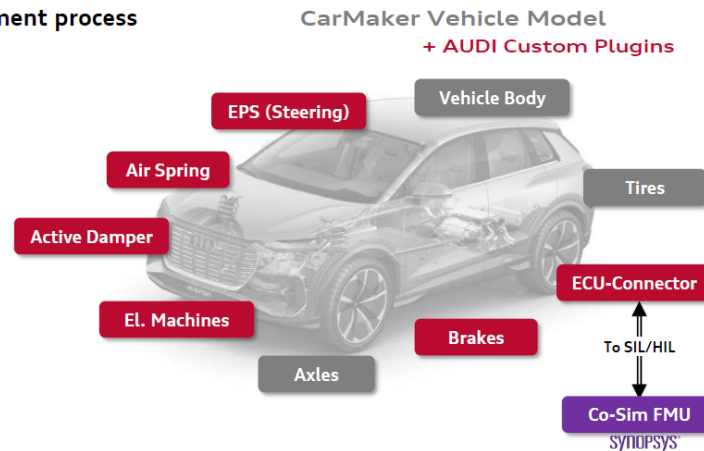 ment process
CarMaker Vehicle Model
+ AUDI Custom Plugins
EPS (Steering)
Vehicle Body
Air Spring
Tires
Active Damper
ECU-Connector
El. Machines
Brakes
To SIL/HIL
Axles
Co-Sim FMU
SYNOPSYS